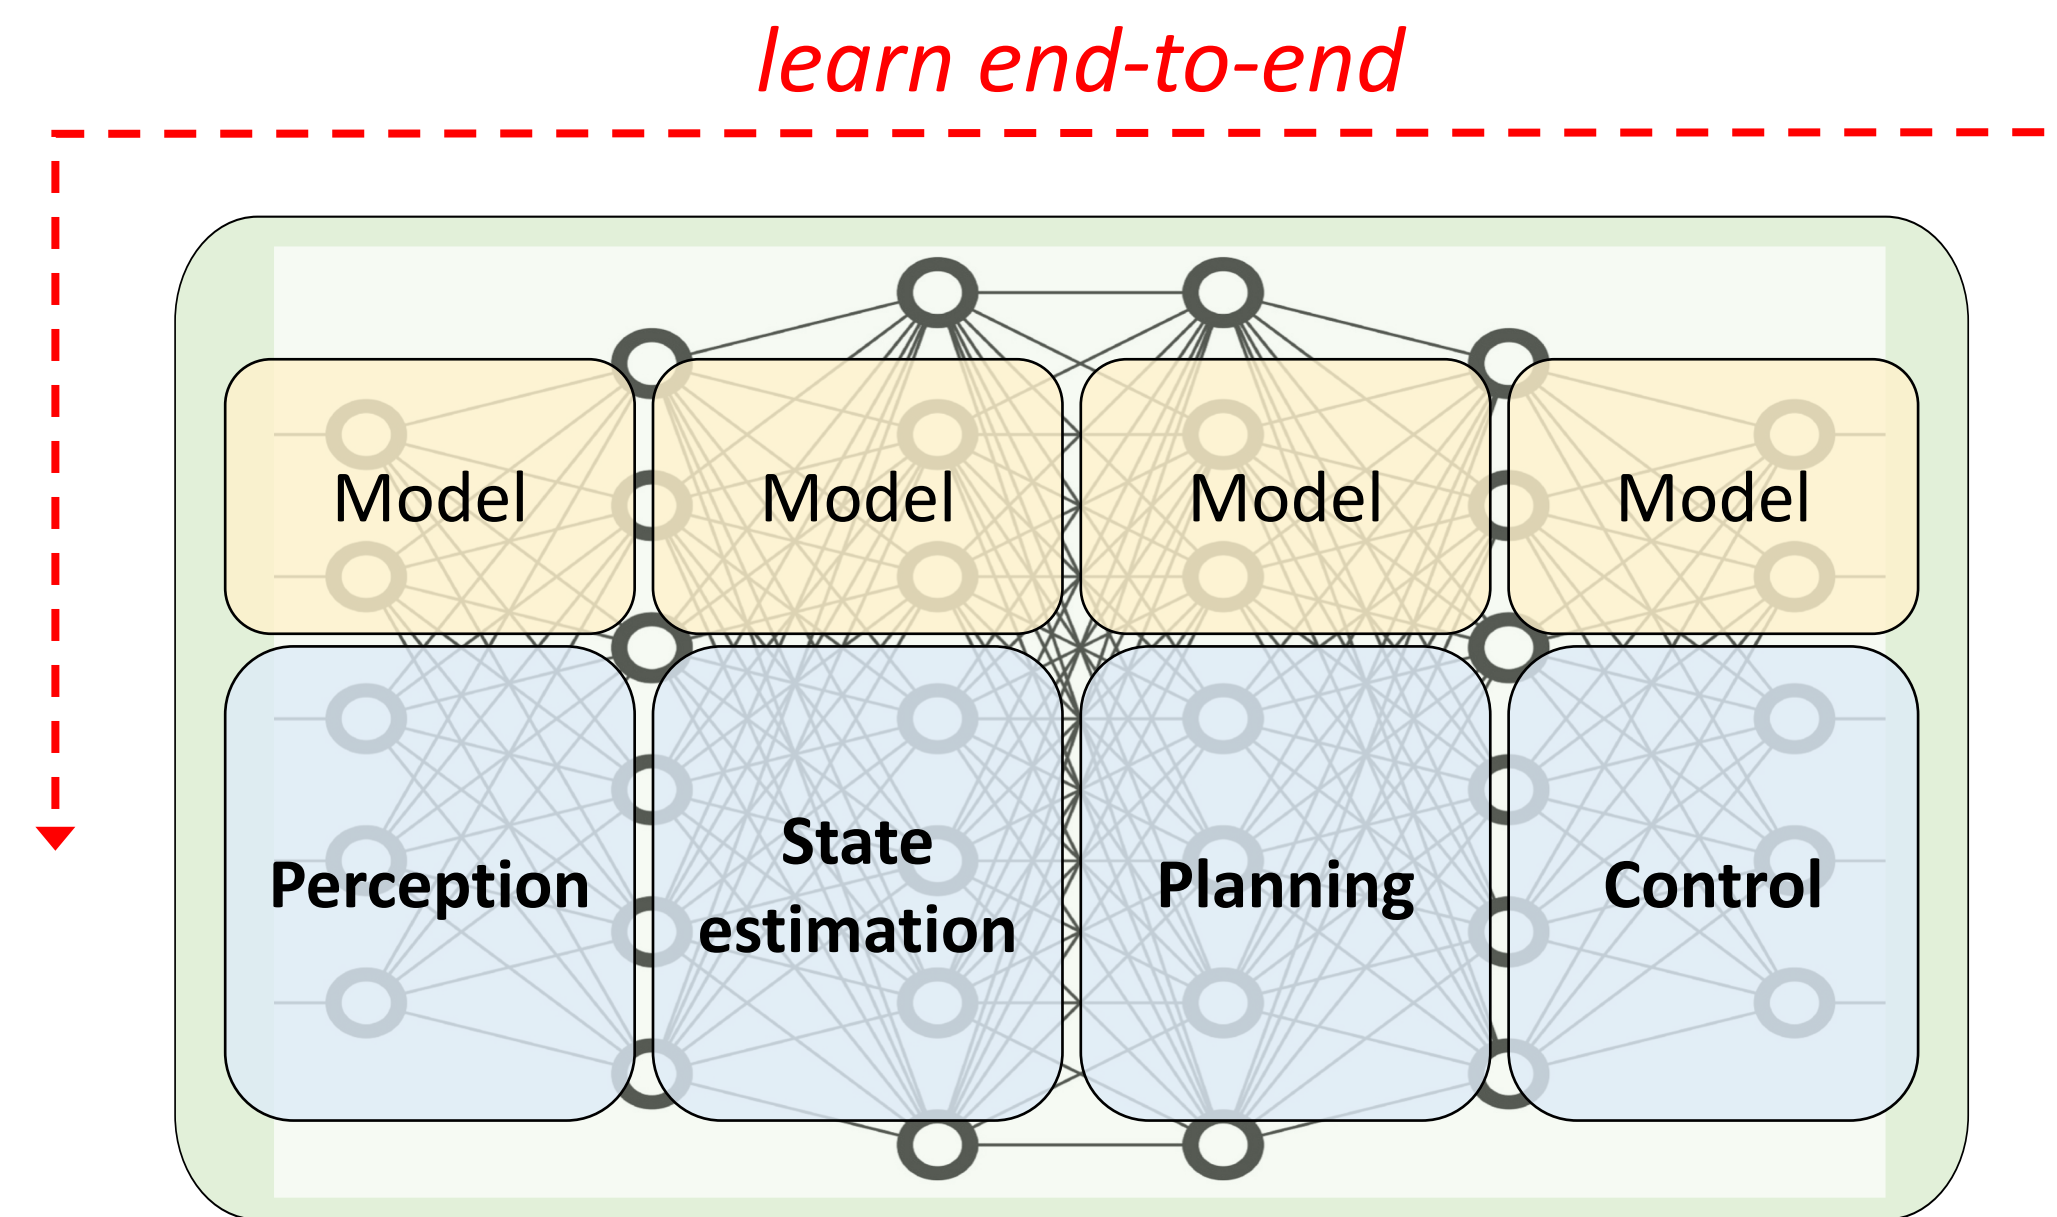 learn end-to-end
Model
Model
Model
Model
Perception
State
estimation
Planning
Control